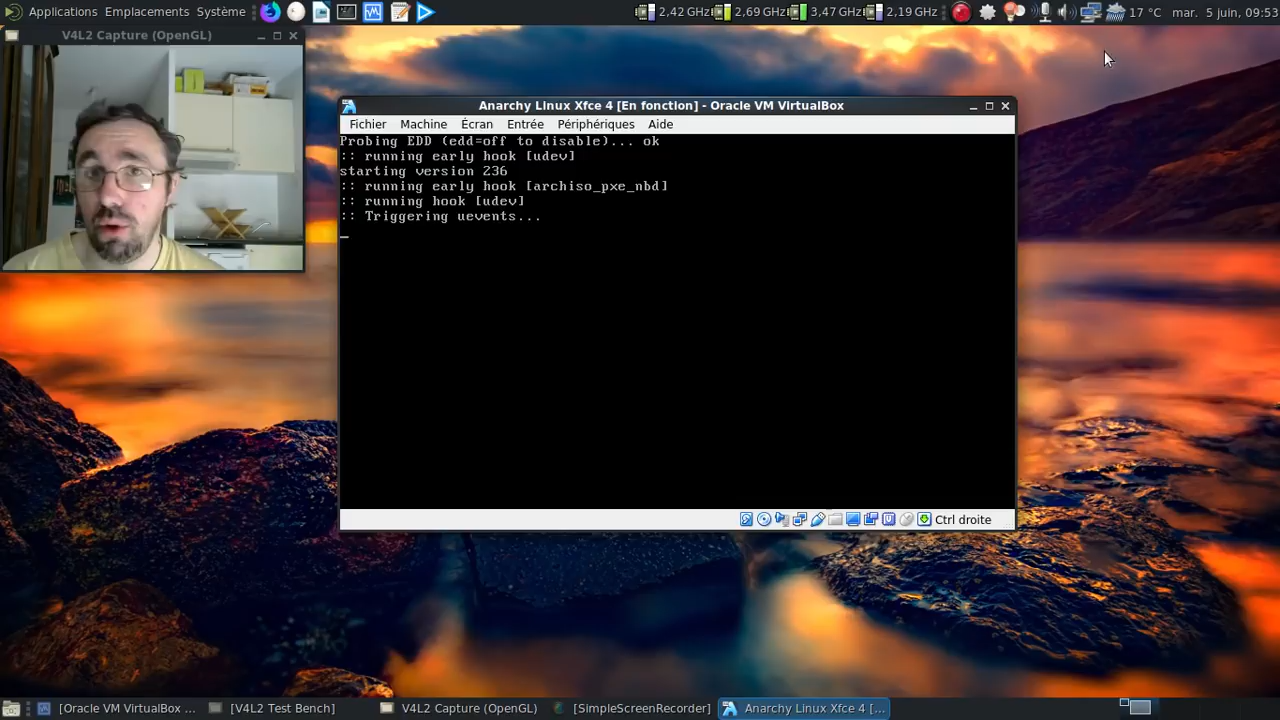 Applications Emplacements Système
2,42 GHz 2,69 GHz 3,47 GHz 2,19 GHz 17 °C mar. 5 juin, 09:53
V4L2 Capture (OpenGL)
Anarchy Linux Xfce 4 [En fonction] - Oracle VM VirtualBox
Fichier Machine Écran Entrée Périphériques Aide
Probing EDD (edd=off to disable)... ok
:: running early hook [udev]
starting version 236
:: running early hook [archiso_pxe_nbd]
:: running hook [udev]
:: Triggering uevents...
Ctrl droite
[Oracle VM VirtualBox ... [V4L2 Test Bench] V4L2 Capture (OpenGL) [SimpleScreenRecorder] Anarchy Linux Xfce 4 [...